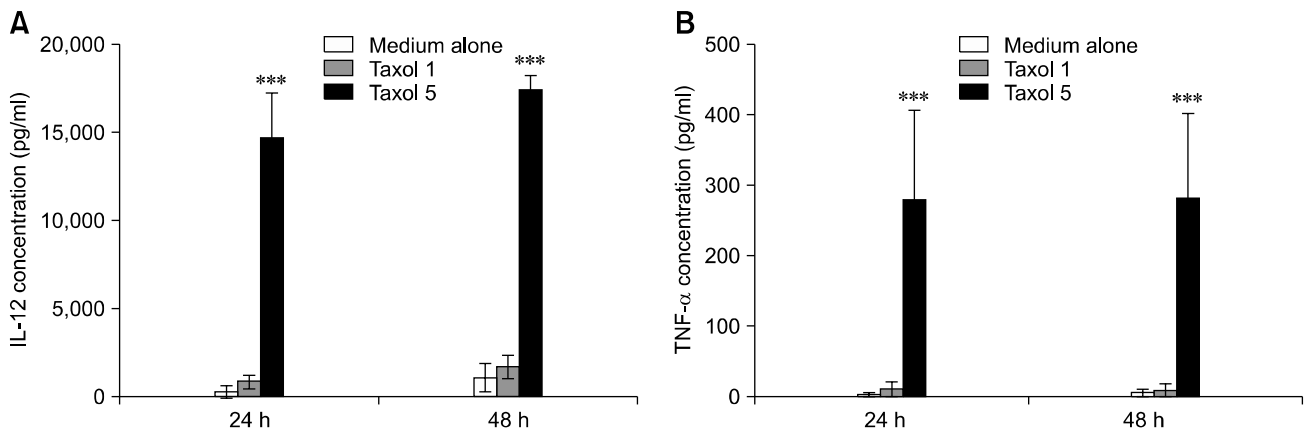 A
IL-12 concentration (pg/ml)
20,000
15,000
10,000
5,000
0
Medium alone
Taxol 1
Taxol 5
***
***
24 h
48 h
B
TNF-α concentration (pg/ml)
500
400
300
200
100
0
Medium alone
Taxol 1
Taxol 5
***
***
24 h
48 h